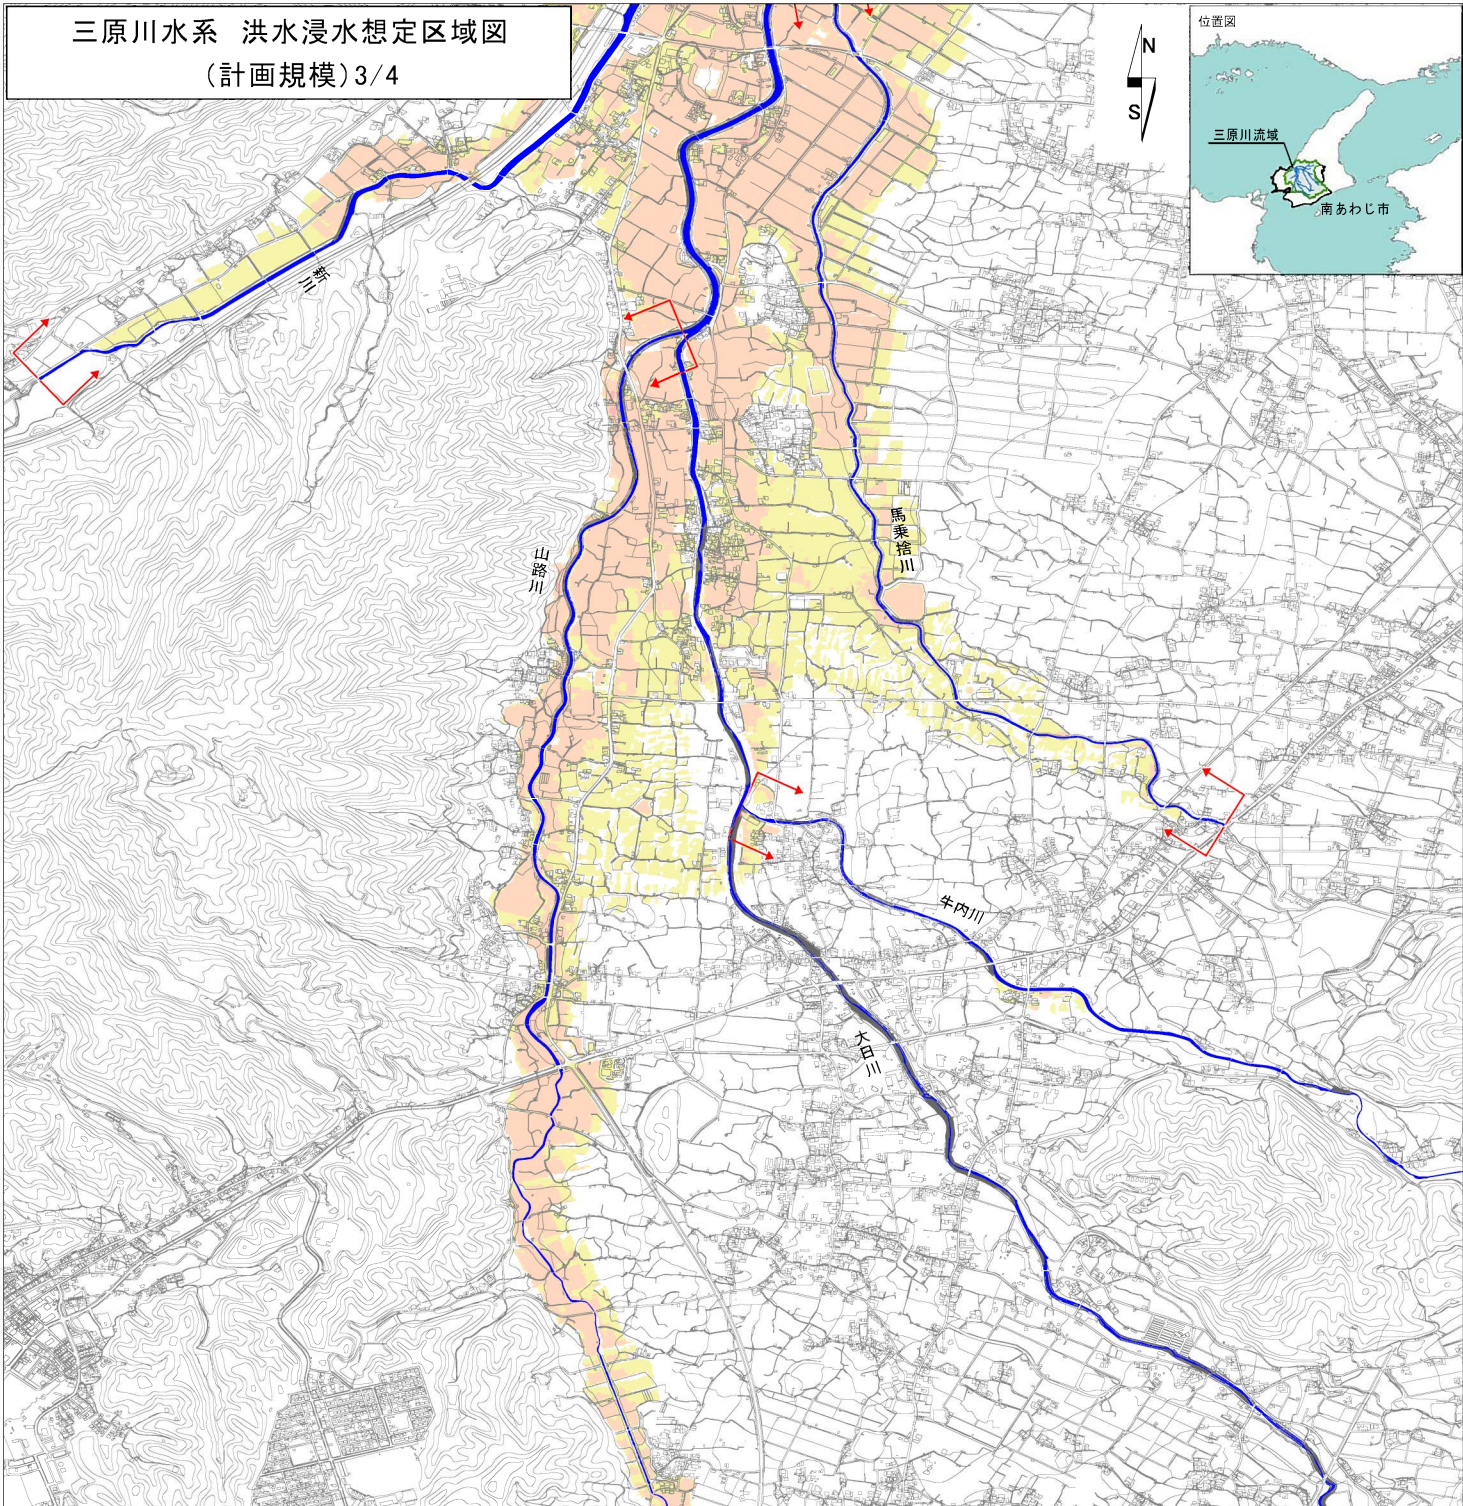 三原川水系 洪水浸水想定区域図
(計画規模)3/4
N
S
位置図
三原川流域
南あわじ市
新川
山路川
馬乗捨川
牛内川
大日川